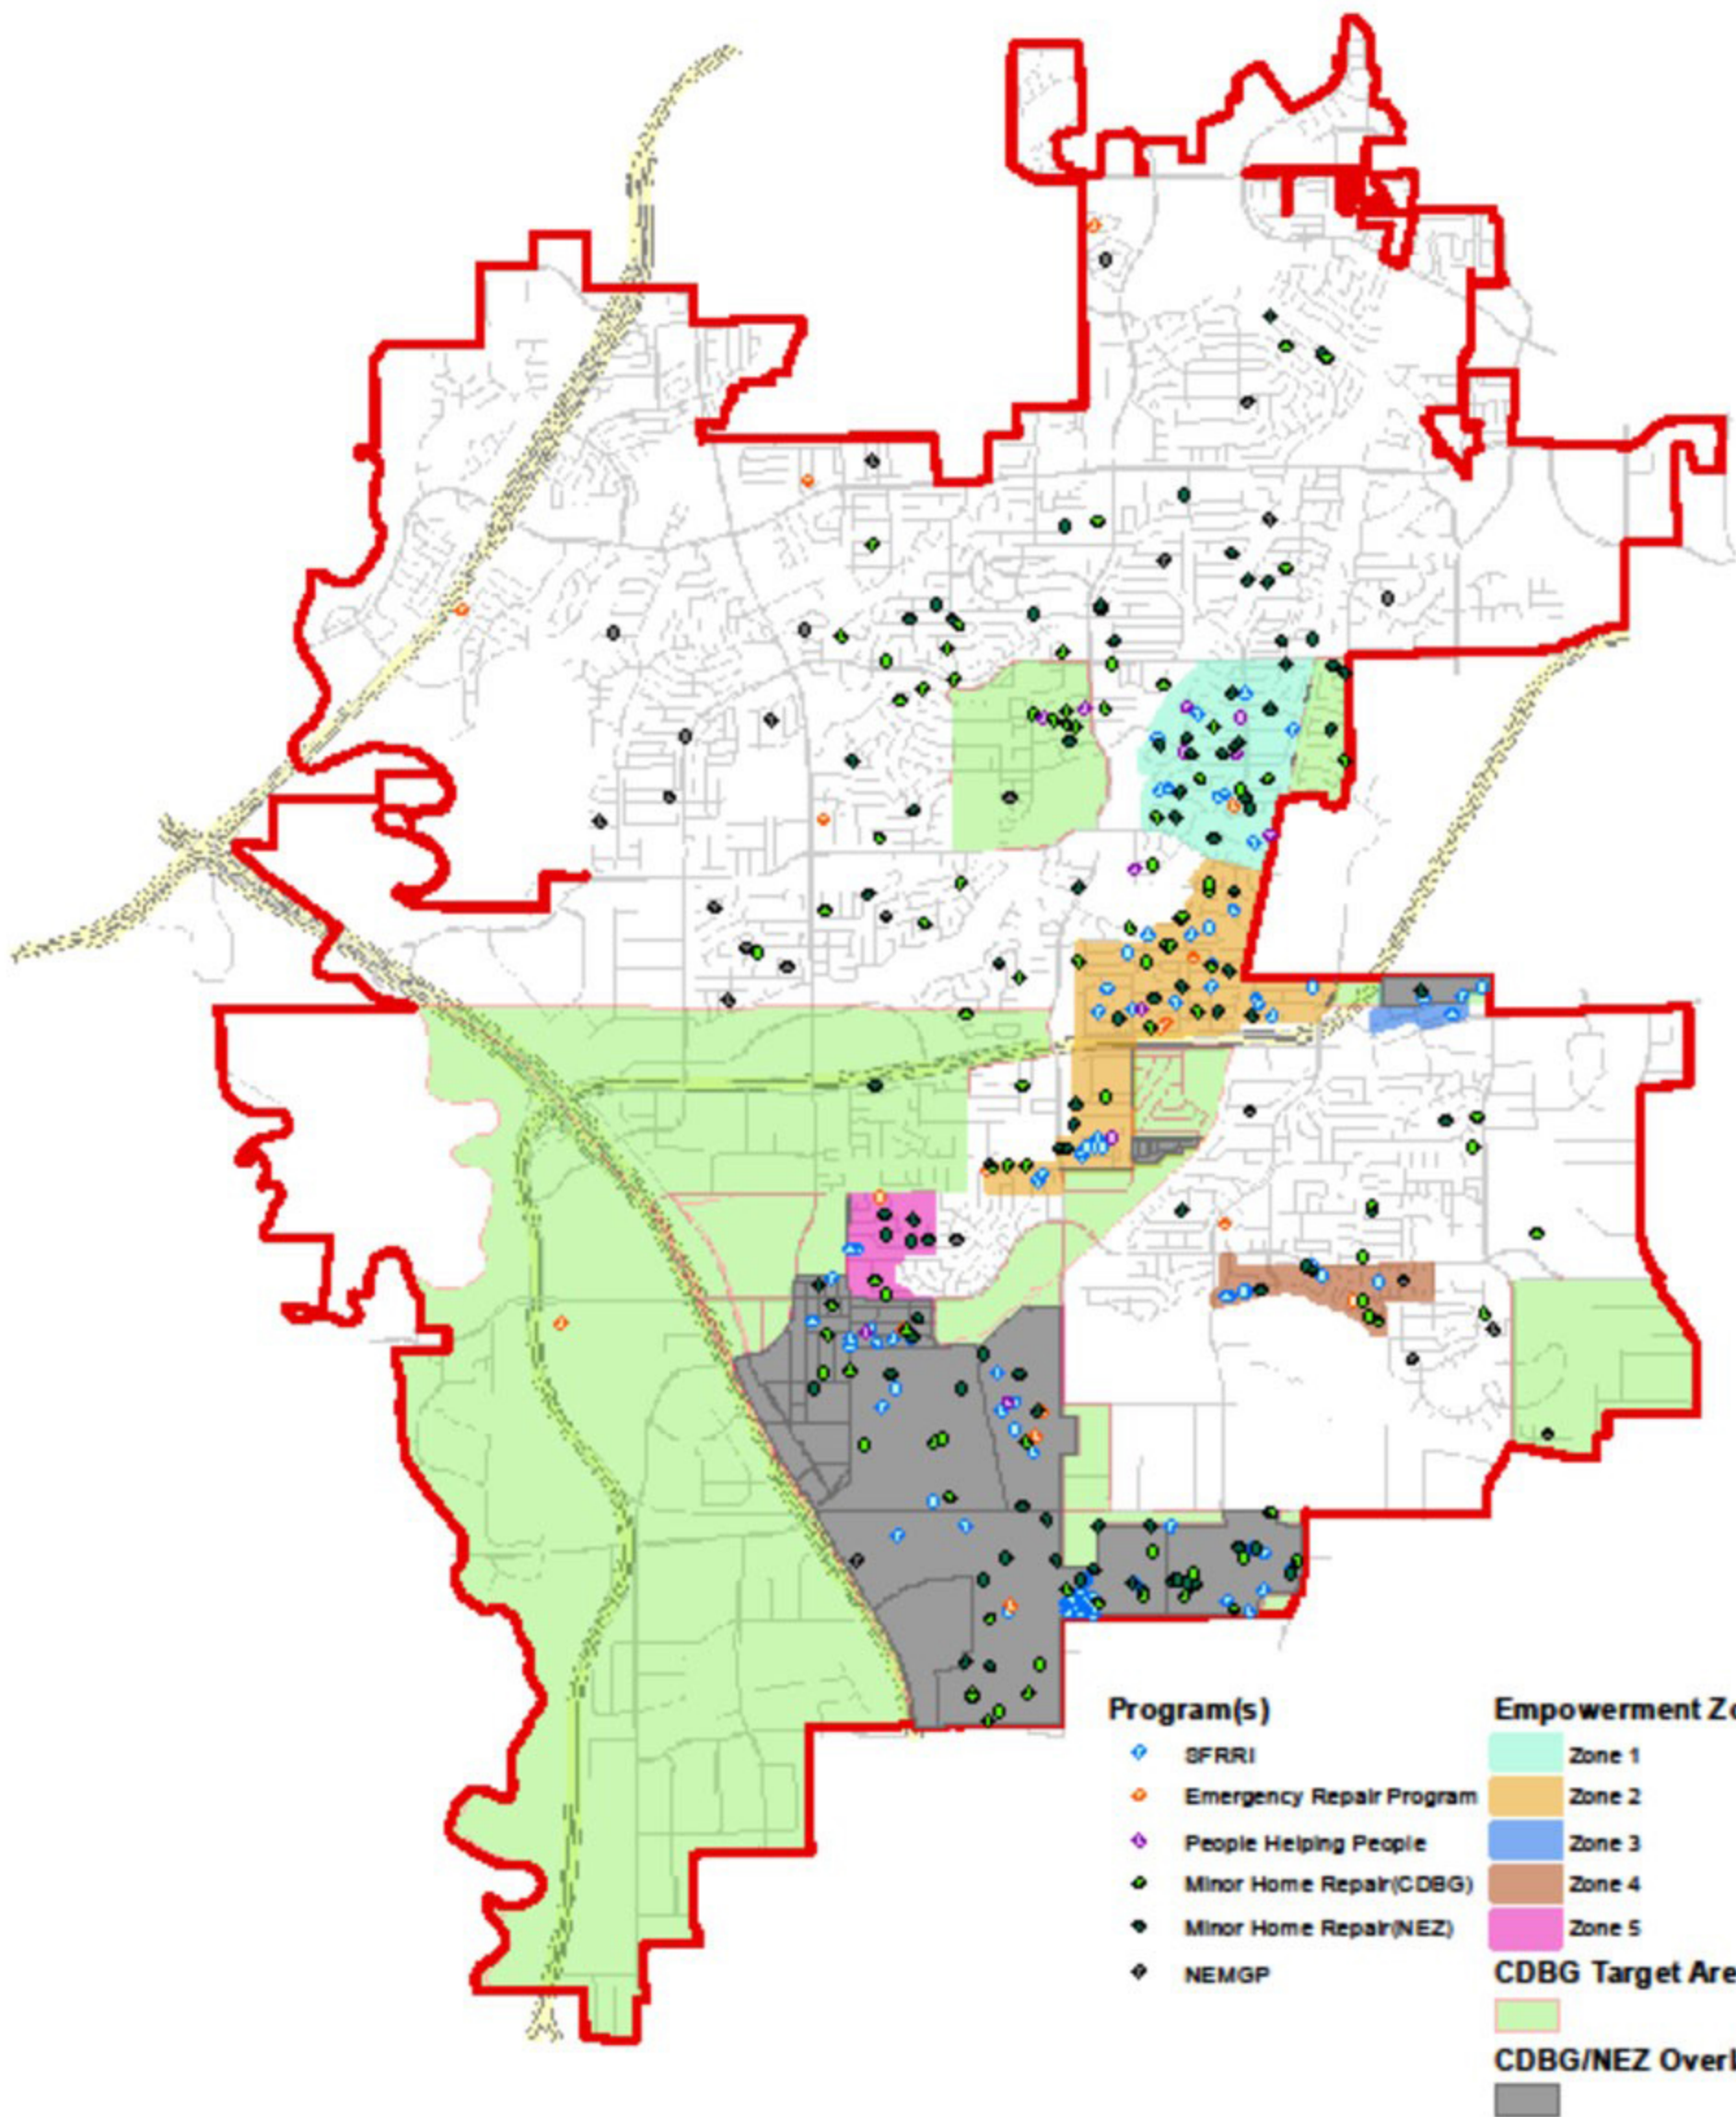 Program(s)
SFRRI
Emergency Repair Program
People Helping People
Minor Home Repair(CDBG)
Minor Home Repair(NEZ)
NEMGP
Empowerment Zo
Zone 1
Zone 2
Zone 3
Zone 4
Zone 5
CDBG Target Are
CDBG/NEZ Overl